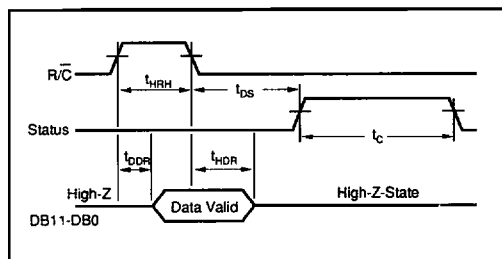 R/C̅
tHRH
tDS
Status
tC
tDDR
tHDR
High-Z
Data Valid
High-Z-State
DB11-DB0